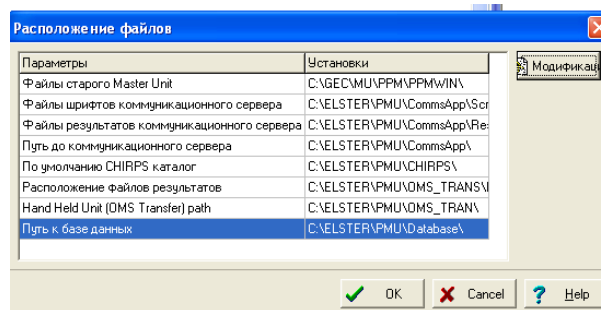 Расположение файлов
Параметры Установки
Файлы старого Master Unit C:\GEC\MU\PPM\PPMWIN\
Файлы шрифтов коммуникационного сервера C:\ELSTER\PMU\CommsApp\Scr
Файлы результатов коммуникационного сервера C:\ELSTER\PMU\CommsApp\Re
Путь до коммуникационного сервера C:\ELSTER\PMU\CommsApp\
По умолчанию CHIRPS каталог C:\ELSTER\PMU\CHIRPS\
Расположение файлов результатов C:\ELSTER\PMU\OMS_TRANS\
Hand Held Unit (OMS Transfer) path C:\ELSTER\PMU\OMS_TRAN\
Путь к базе данных C:\ELSTER\PMU\Database\
Модификац
OK Cancel ? Help